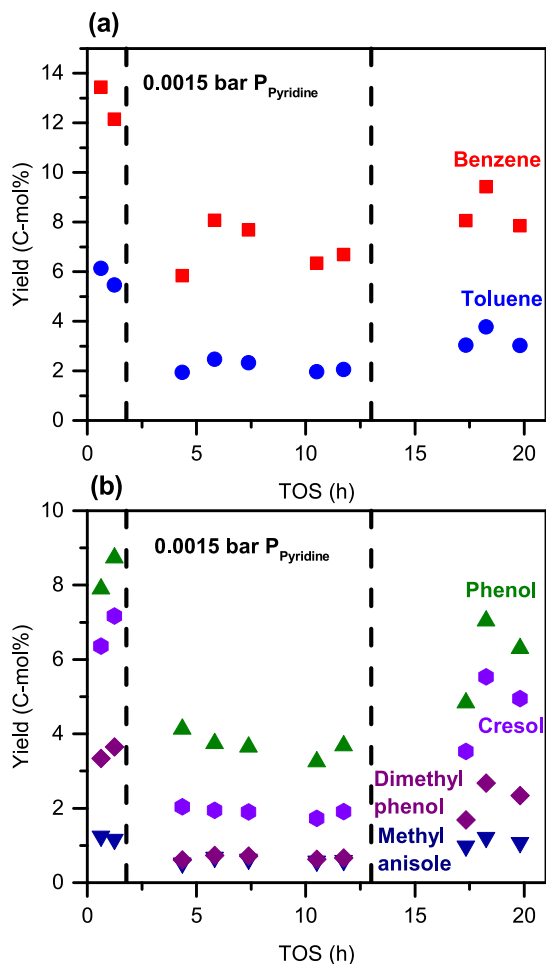 (a)
14
12
10
8
6
4
2
0
Yield (C-mol%)
0.0015 bar P Pyridine
Benzene
Toluene
0 5 10 15 20
TOS (h)
(b)
10
8
6
4
2
0
Yield (C-mol%)
0.0015 bar P Pyridine
Phenol
Cresol
Dimethyl
phenol
Methyl
anisole
0 5 10 15 20
TOS (h)